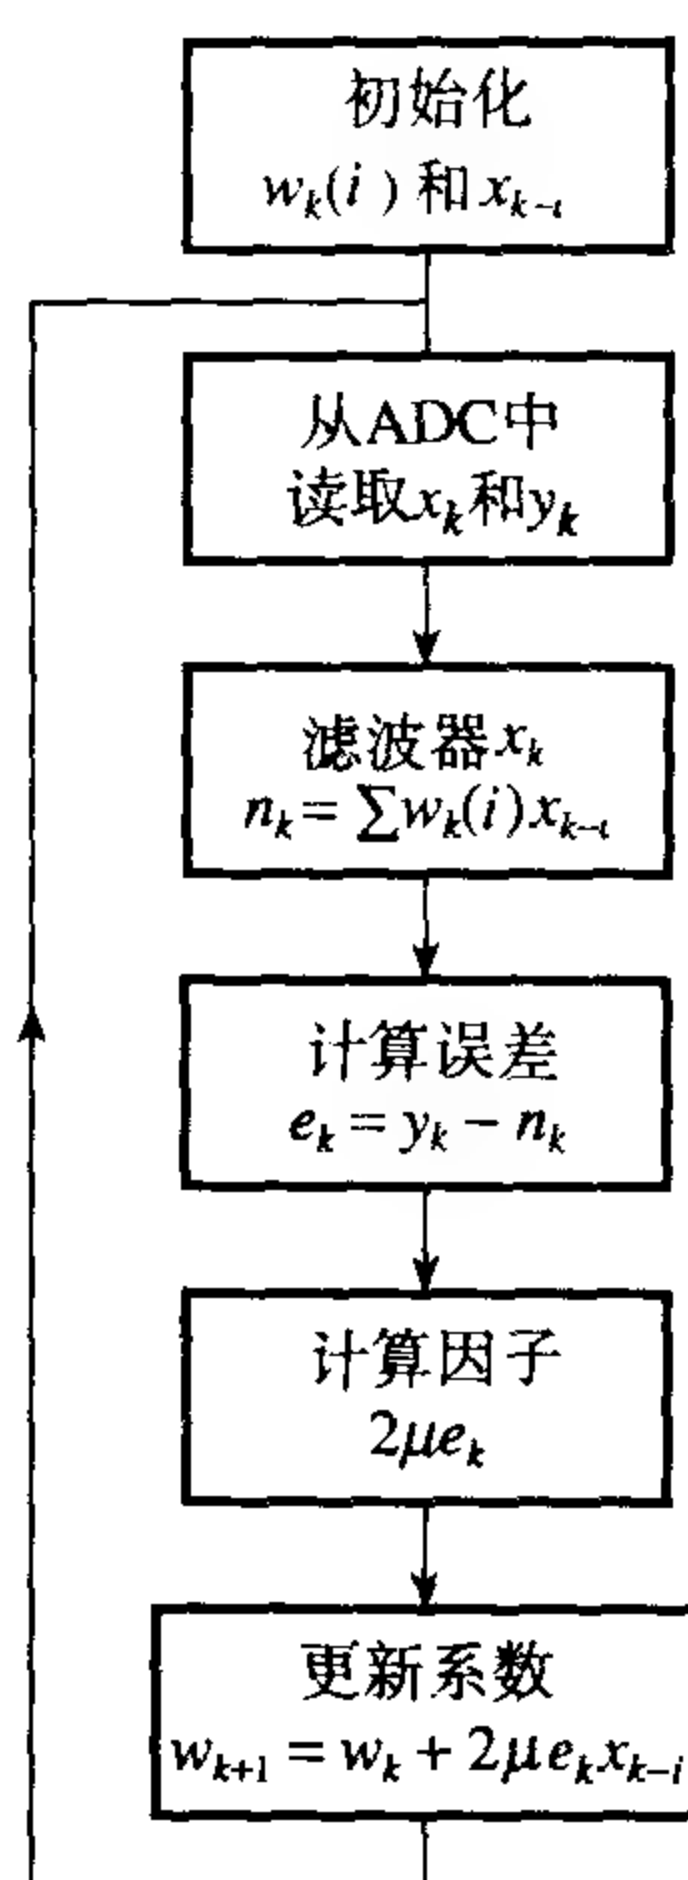 初始化
wₖ(i) 和 xₖ₋ᵢ
从ADC中
读取xₖ和yₖ
滤波器xₖ
nₖ = ∑wₖ(i)xₖ₋ᵢ
计算误差
eₖ = yₖ − nₖ
计算因子
2μeₖ
更新系数
wₖ₊₁ = wₖ + 2μeₖxₖ₋ᵢ